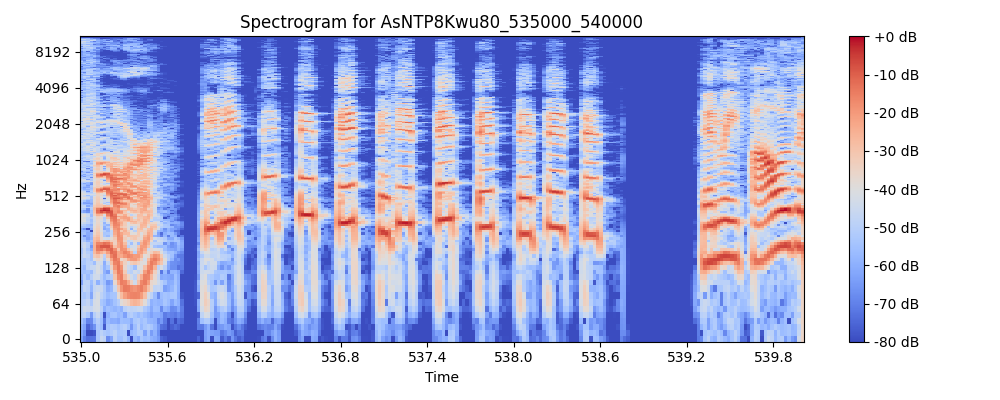 Spectrogram for AsNTP8Kwu80_535000_540000
Hz
8192
4096
2048
1024
512
256
128
64
0
535.0 535.6 536.2 536.8 537.4 538.0 538.6 539.2 539.8
Time
+0 dB
-10 dB
-20 dB
-30 dB
-40 dB
-50 dB
-60 dB
-70 dB
-80 dB